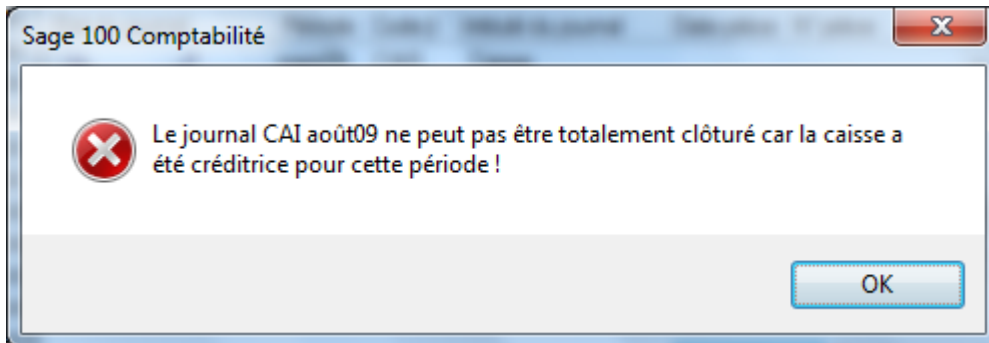 Sage 100 Comptabilité
Le journal CAI août09 ne peut pas être totalement clôturé car la caisse a
été créditrice pour cette période !
OK